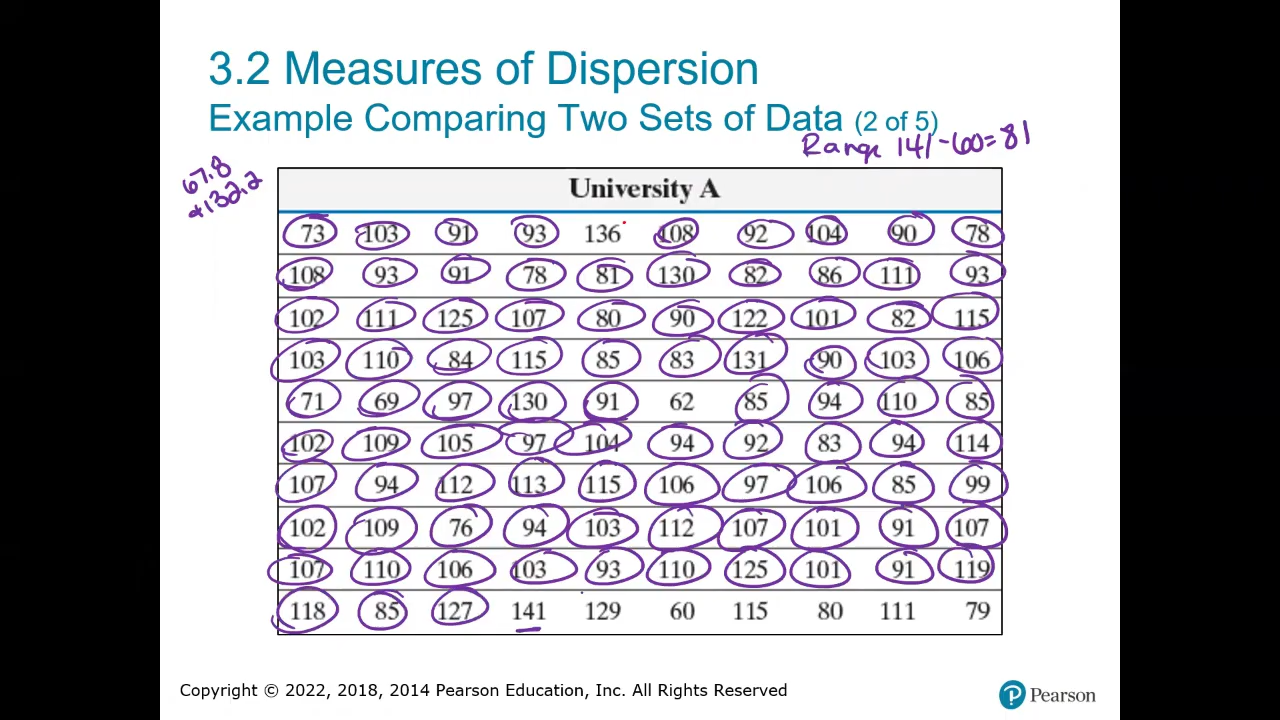 3.2 Measures of Dispersion
Example Comparing Two Sets of Data (2 of 5)
Range 141-60=81
67.8
+132.2
University A
73 103 91 93 136 108 92 104 90 78
108 93 91 78 81 130 82 86 111 93
102 111 125 107 80 90 122 101 82 115
103 110 84 115 85 83 131 90 103 106
71 69 97 130 91 62 85 94 110 85
102 109 105 97 104 94 92 83 94 114
107 94 112 113 115 106 97 106 85 99
102 109 76 94 103 112 107 101 91 107
107 110 106 103 93 110 125 101 91 119
118 85 127 141 129 60 115 80 111 79
Copyright © 2022, 2018, 2014 Pearson Education, Inc. All Rights Reserved
Pearson